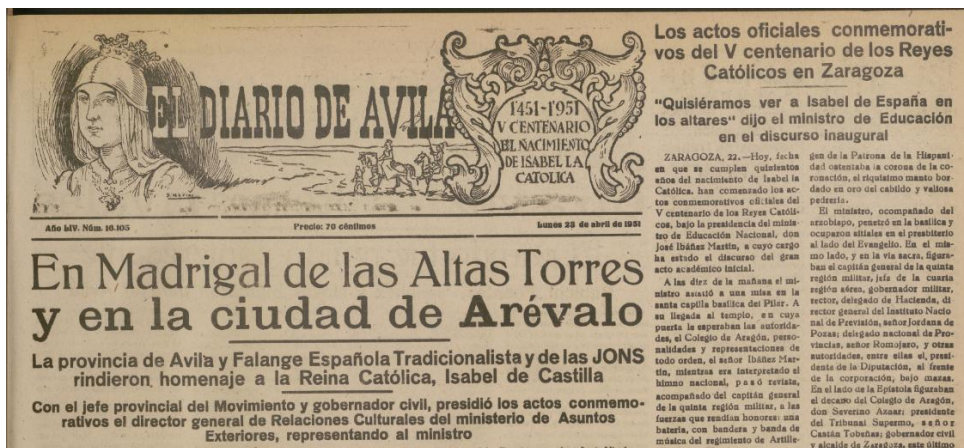 EL DIARIO DE AVILA
1451-1951
V CENTENARIO
EL NACIMIENTO
DE ISABEL LA
CATOLICA
Año LIV. Núm. 16.105
Precio: 70 céntimos
Lunes 23 de abril de 1951
En Madrigal de las Altas Torres
y en la ciudad de Arévalo
La provincia de Avila y Falange Española Tradicionalista y de las JONS
rindieron homenaje a la Reina Católica, Isabel de Castilla
Con el jefe provincial del Movimiento y gobernador civil, presidió los actos conmemo-
rativos el director general de Relaciones Culturales del ministerio de Asuntos
Exteriores, representando al ministro
Los actos oficiales conmemorati-
vos del V centenario de los Reyes
Católicos en Zaragoza
"Quisiéramos ver a Isabel de España en
los altares" dijo el ministro de Educación
en el discurso inaugural
ZARAGOZA, 22.—Hoy, fecha
en que se cumplen quinientos
años del nacimiento de Isabel la
Católica, han comenzado los ac-
tos conmemorativos oficiales del
V centenario de los Reyes Católi-
cos, bajo la presidencia del minis-
tro de Educación Nacional, don
José Ibáñez Martín, a cuyo cargo
ha estado el discurso del gran
acto académico inicial.
A las diez de la mañana el mi-
nistro asistió a una misa en la
santa capilla basílica del Pilar. A
su llegada al templo, en cuya
puerta le esperaban las autorida-
des, el Colegio de Aragón, perso-
nalidades y representaciones de
todo orden, el señor Ibáñez Mar-
tín, mientras era interpretado el
himno nacional, pasó revista,
acompañado del capitán general
de la quinta región militar, a las
fuerzas que rendían honores: una
batería, con bandera y banda de
música del regimiento de Artille-
gen de la Patrona de la Hispani-
dad ostentaba la corona de la co-
ronación, el riquísimo manto bor-
dado en oro del cabildo y valiosa
pedrería.
El ministro, acompañado del
arzobispo, penetró en la basílica y
ocuparon sitiales en el presbiterio
al lado del Evangelio. En el mis-
mo lado, y en la vía sacra, figura-
ban el capitán general de la quinta
región militar, jefe de la cuarta
región aérea, gobernador militar,
rector, delegado de Hacienda, di
rector general del Instituto Nacio
nal de Previsión, señor Jordana de
Pozas; delegado nacional de Pro-
vincias, señor Romojaro, y otras
autoridades, entre ellas el presi-
dente de la Diputación, al frente
de la corporación, bajo mazas.
En el lado de la Epístola figuraban
el decano del Colegio de Aragón,
don Severino Aznar; presidente
del Tribunal Supremo, señor
Castán Tobeñas; gobernador civil
y alcalde de Zaragoza, este último